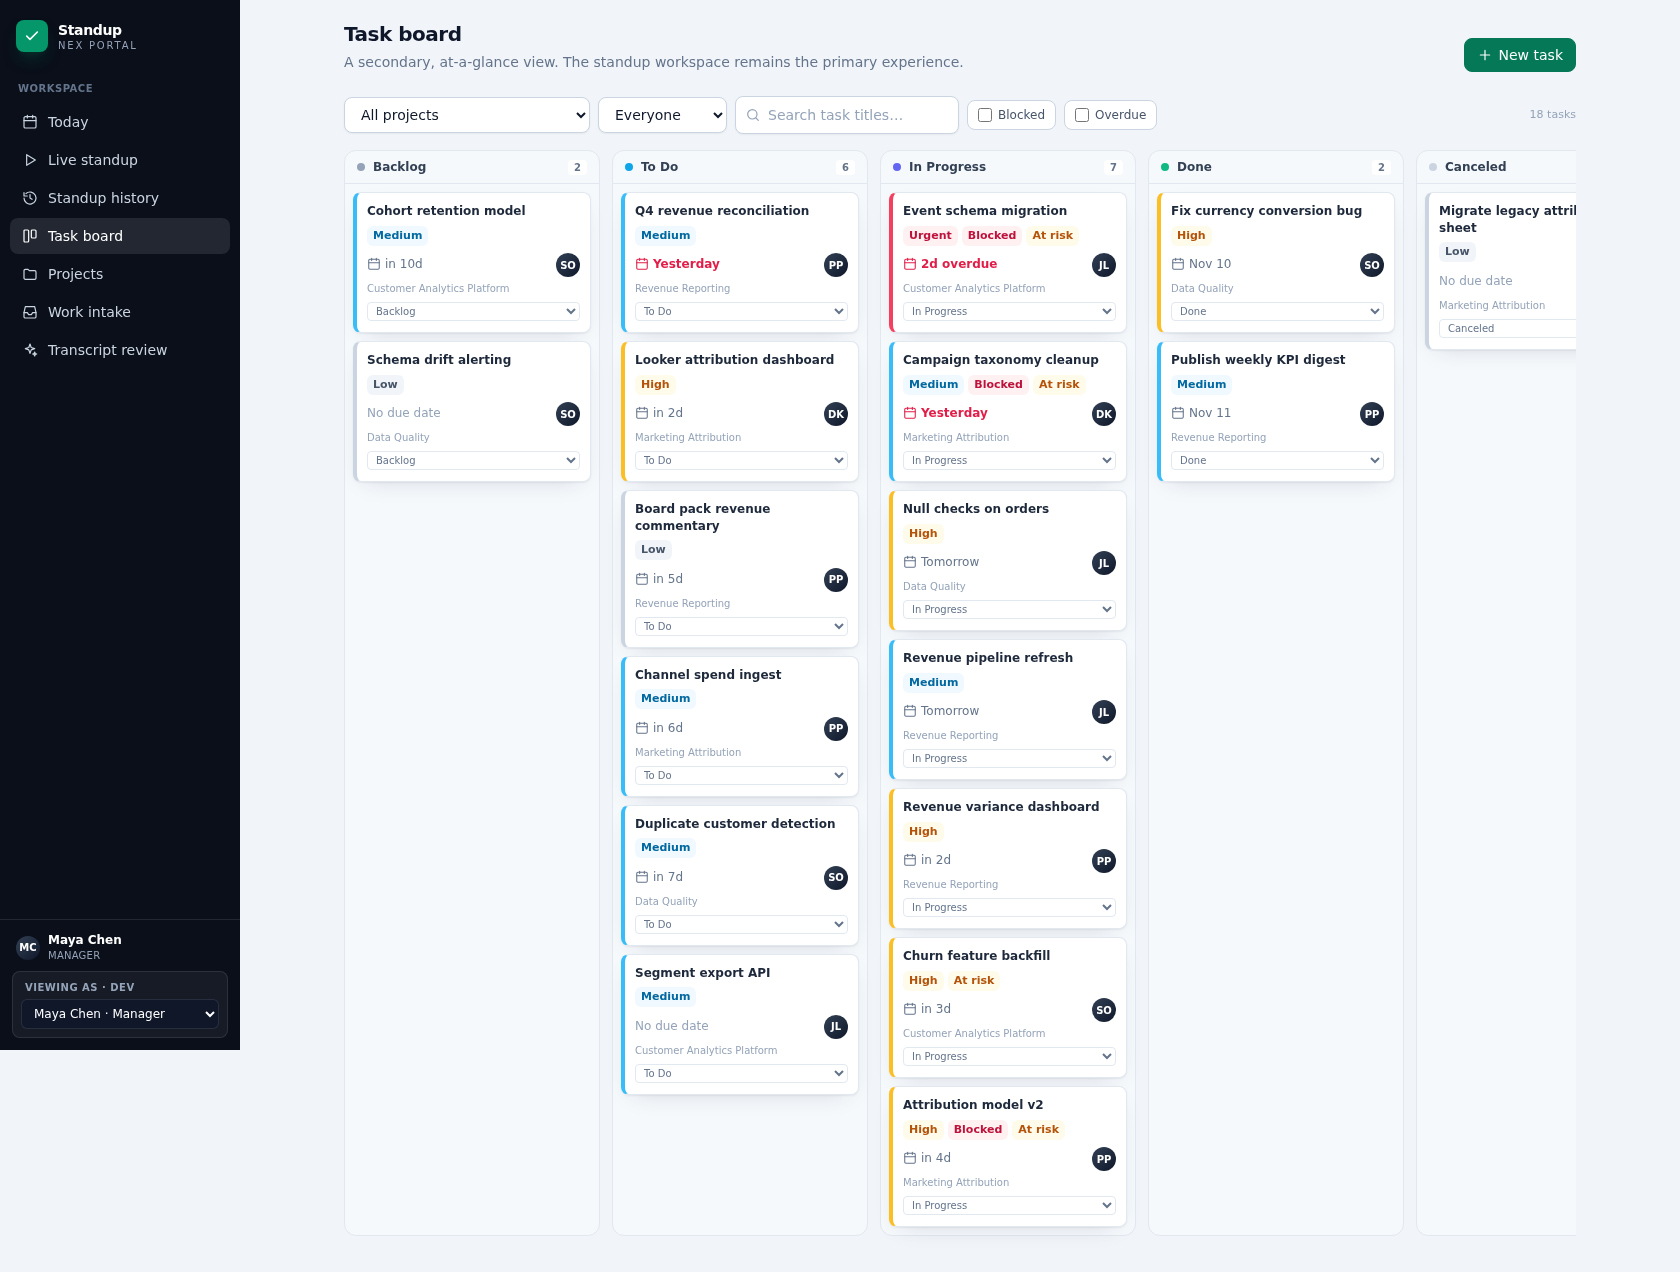 Standup
NEX PORTAL
WORKSPACE
Today
Live standup
Standup history
Task board
Projects
Work intake
Transcript review
Maya Chen
MC
MANAGER
VIEWING AS · DEV
Maya Chen · Manager
Task board
A secondary, at-a-glance view. The standup workspace remains the primary experience.
New task
All projects
Everyone
Search task titles...
Blocked
Overdue
18 tasks
Backlog 2
Cohort retention model
Medium
in 10d SO
Customer Analytics Platform
Backlog
Schema drift alerting
Low
No due date SO
Data Quality
Backlog
To Do 6
Q4 revenue reconciliation
Medium
Yesterday PP
Revenue Reporting
To Do
Looker attribution dashboard
High
in 2d DK
Marketing Attribution
To Do
Board pack revenue
commentary
Low
in 5d PP
Revenue Reporting
To Do
Channel spend ingest
Medium
in 6d PP
Marketing Attribution
To Do
Duplicate customer detection
Medium
in 7d SO
Data Quality
To Do
Segment export API
Medium
No due date JL
Customer Analytics Platform
To Do
In Progress 7
Event schema migration
Urgent Blocked At risk
2d overdue JL
Customer Analytics Platform
In Progress
Campaign taxonomy cleanup
Medium Blocked At risk
Yesterday DK
Marketing Attribution
In Progress
Null checks on orders
High
Tomorrow JL
Data Quality
In Progress
Revenue pipeline refresh
Medium
Tomorrow JL
Revenue Reporting
In Progress
Revenue variance dashboard
High
in 2d PP
Revenue Reporting
In Progress
Churn feature backfill
High At risk
in 3d SO
Customer Analytics Platform
In Progress
Attribution model v2
High Blocked At risk
in 4d PP
Marketing Attribution
In Progress
Done 2
Fix currency conversion bug
High
Nov 10 SO
Data Quality
Done
Publish weekly KPI digest
Medium
Nov 11 PP
Revenue Reporting
Done
Canceled
Migrate legacy attri
sheet
Low
No due date
Marketing Attribution
Canceled